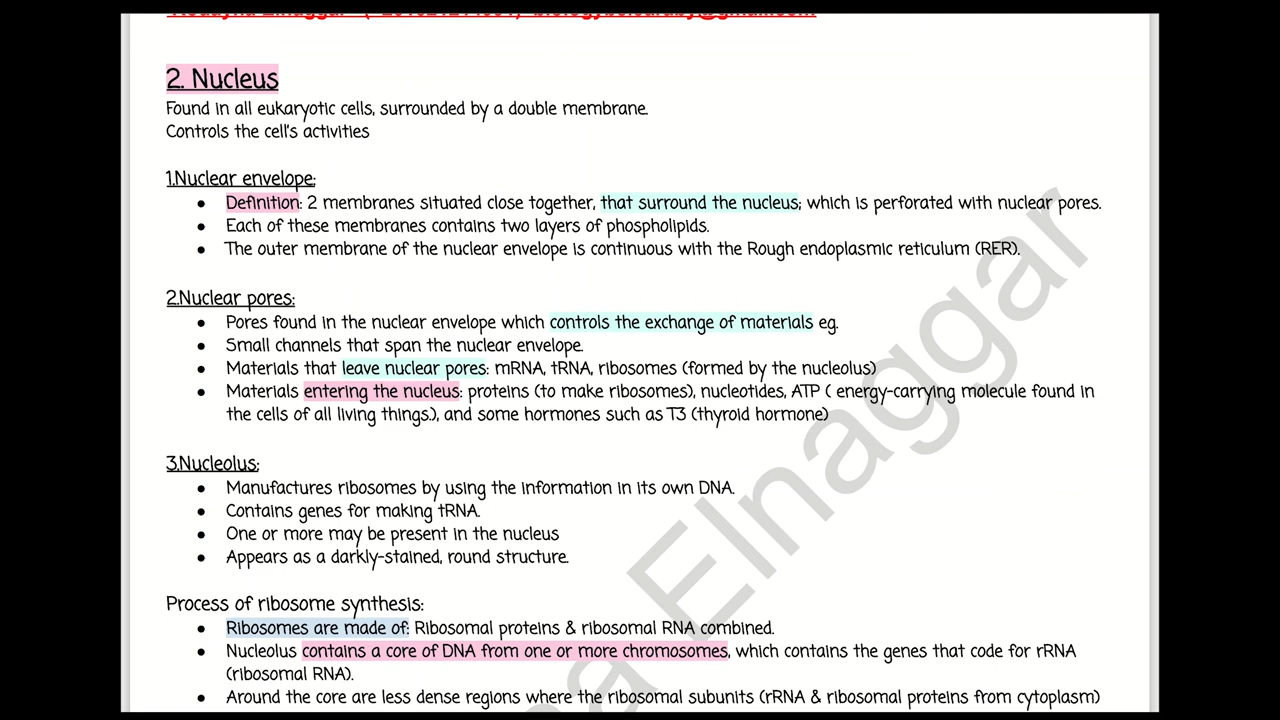 2. Nucleus
Found in all eukaryotic cells, surrounded by a double membrane.
Controls the cell's activities
1.Nuclear envelope:
● Definition: 2 membranes situated close together, that surround the nucleus; which is perforated with nuclear pores.
● Each of these membranes contains two layers of phospholipids.
● The outer membrane of the nuclear envelope is continuous with the Rough endoplasmic reticulum (RER).
2.Nuclear pores:
● Pores found in the nuclear envelope which controls the exchange of materials eg.
● Small channels that span the nuclear envelope.
● Materials that leave nuclear pores: mRNA, tRNA, ribosomes (formed by the nucleolus)
● Materials entering the nucleus: proteins (to make ribosomes), nucleotides, ATP ( energy-carrying molecule found in
the cells of all living things.), and some hormones such as T3 (thyroid hormone)
3.Nucleolus:
● Manufactures ribosomes by using the information in its own DNA.
● Contains genes for making tRNA.
● One or more may be present in the nucleus
● Appears as a darkly-stained, round structure.
Process of ribosome synthesis:
● Ribosomes are made of: Ribosomal proteins & ribosomal RNA combined.
● Nucleolus contains a core of DNA from one or more chromosomes, which contains the genes that code for rRNA
(ribosomal RNA).
● Around the core are less dense regions where the ribosomal subunits (rRNA & ribosomal proteins from cytoplasm)
Elnaggar